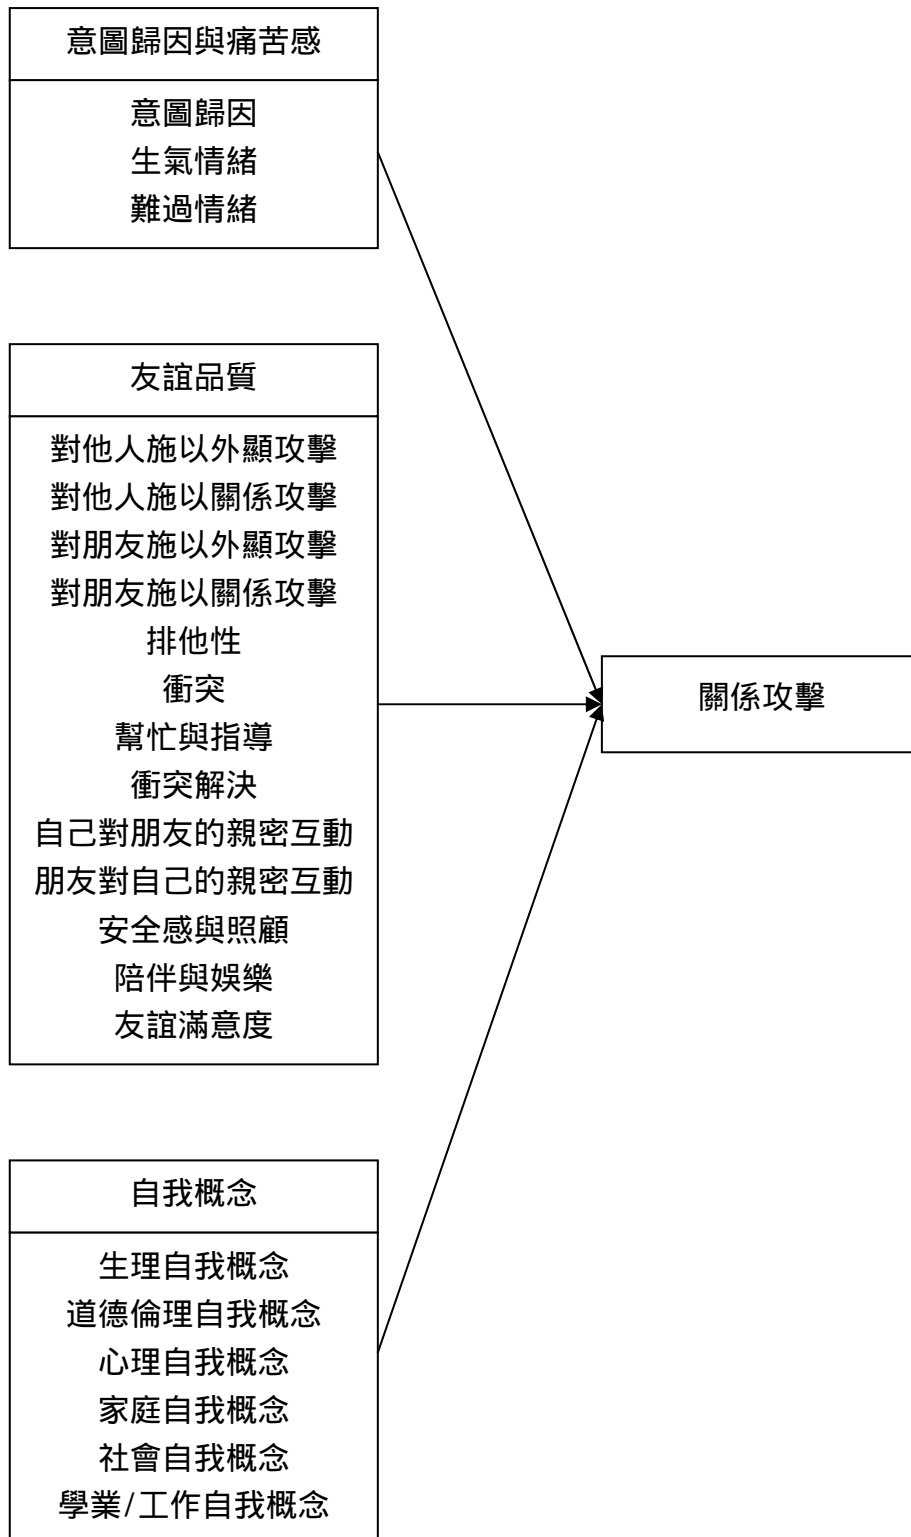 意圖歸因與痛苦感
意圖歸因
生氣情緒
難過情緒
友誼品質
對他人施以外顯攻擊
對他人施以關係攻擊
對朋友施以外顯攻擊
對朋友施以關係攻擊
排他性
衝突
幫忙與指導
衝突解決
自己對朋友的親密互動
朋友對自己的親密互動
安全感與照顧
陪伴與娛樂
友誼滿意度
關係攻擊
自我概念
生理自我概念
道德倫理自我概念
心理自我概念
家庭自我概念
社會自我概念
學業/工作自我概念